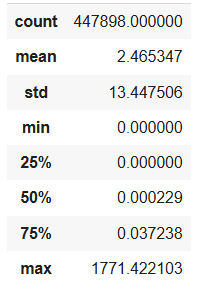 count 447898.000000
mean 2.465347
std 13.447506
min 0.000000
25% 0.000000
50% 0.000229
75% 0.037238
max 1771.422103